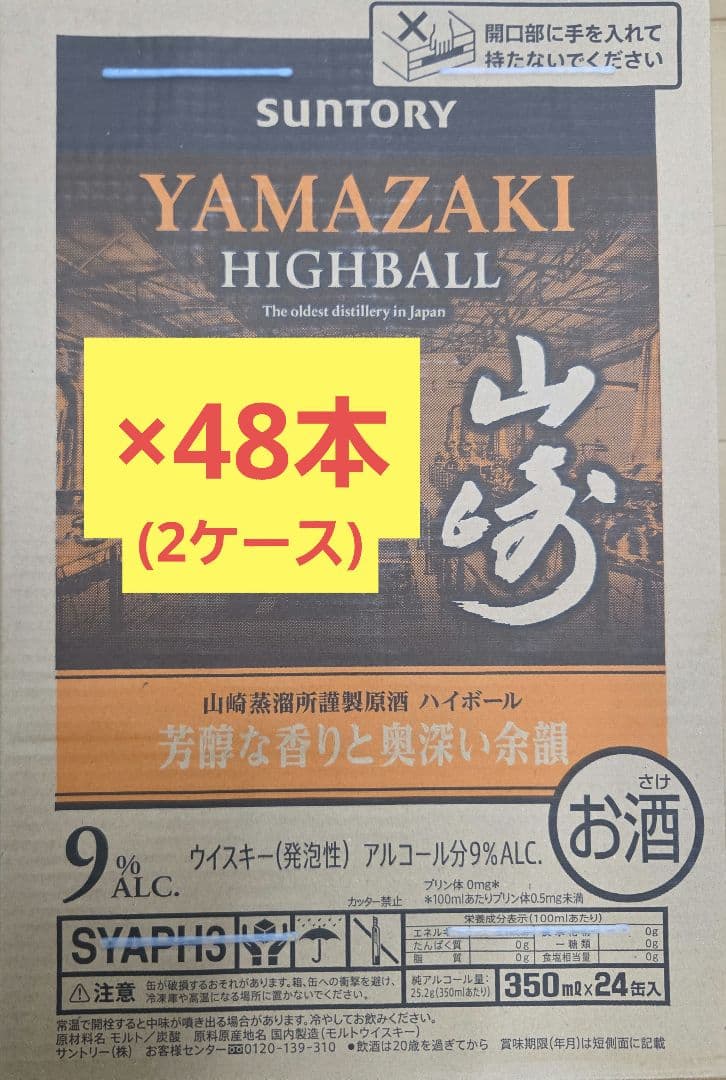 開口部に手を入れて
持たないでください
SUNTORY
YAMAZAKI
HIGHBALL
The oldest distillery in Japan
山崎
×48本
(2ケース)
山崎蒸溜所謹製原酒 ハイボール
芳醇な香りと奥深い余韻
さけ
お酒
9% ALC.
ウイスキー(発泡性) アルコール分9%ALC.
プリン体 0mg*
*100mlあたりプリン体0.5mg未満
カッター禁止
SYAPH3
栄養成分表示(100mlあたり)
0g
たんぱく質 0g 一糖類 0g
脂質 0g 食塩相当量 0g
注意 缶が破損するおそれがあります。箱、缶への衝撃を避け、
冷凍庫や高温になる場所に置かないでください。
純アルコール量:
25.2g(350mlあたり)
350ml×24缶入
常温で開栓すると中味が噴き出る場合があります。冷やしてお飲みください。
原材料名 モルト/炭酸 原料原産地名 国内製造(モルトウイスキー)
サントリー(株) お客様センター 0120-139-310 ●飲酒は20歳を過ぎてから 賞味期限(年月)は短側面に記載